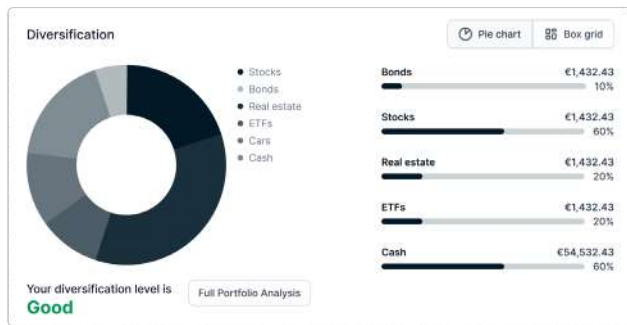 Diversification
Pie chart
Box grid
Stocks
Bonds
Real estate
ETFs
Cars
Cash
Bonds €1,432.43
10%
Stocks €1,432.43
60%
Real estate €1,432.43
20%
ETFs €1,432.43
20%
Cash €54,532.43
60%
Your diversification level is
Good
Full Portfolio Analysis